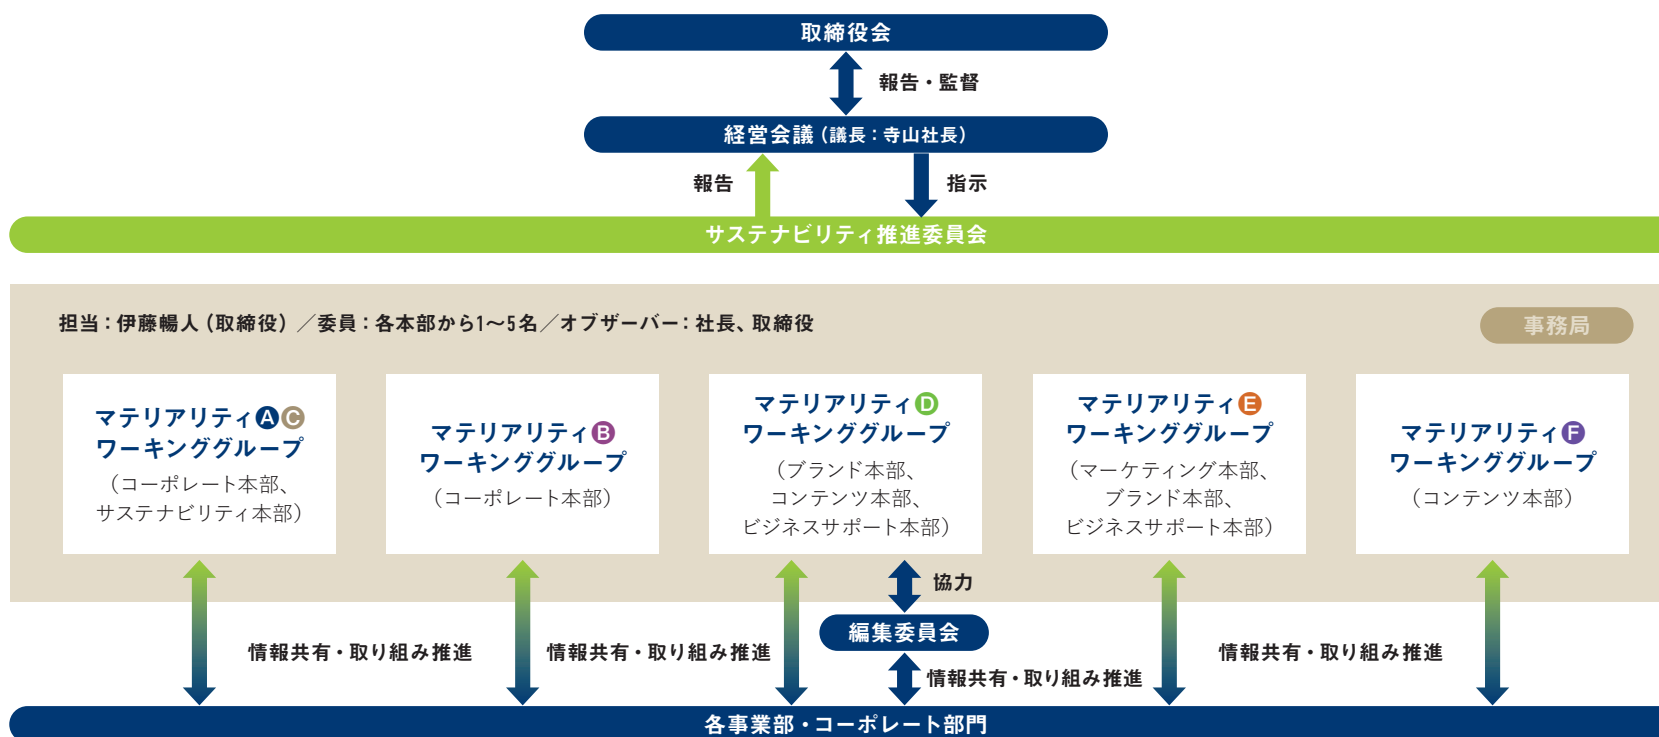 取締役会
報告・監督
経営会議（議長：寺山社長）
報告
指示
サステナビリティ推進委員会
担当：伊藤暢人（取締役）／委員：各本部から1〜5名／オブザーバー：社長、取締役
事務局
マテリアリティAC
ワーキンググループ
（コーポレート本部、
サステナビリティ本部）
マテリアリティB
ワーキンググループ
（コーポレート本部）
マテリアリティD
ワーキンググループ
（ブランド本部、
コンテンツ本部、
ビジネスサポート本部）
マテリアリティE
ワーキンググループ
（マーケティング本部、
ブランド本部、
ビジネスサポート本部）
マテリアリティF
ワーキンググループ
（コンテンツ本部）
協力
編集委員会
情報共有・取り組み推進
情報共有・取り組み推進
情報共有・取り組み推進
情報共有・取り組み推進
各事業部・コーポレート部門